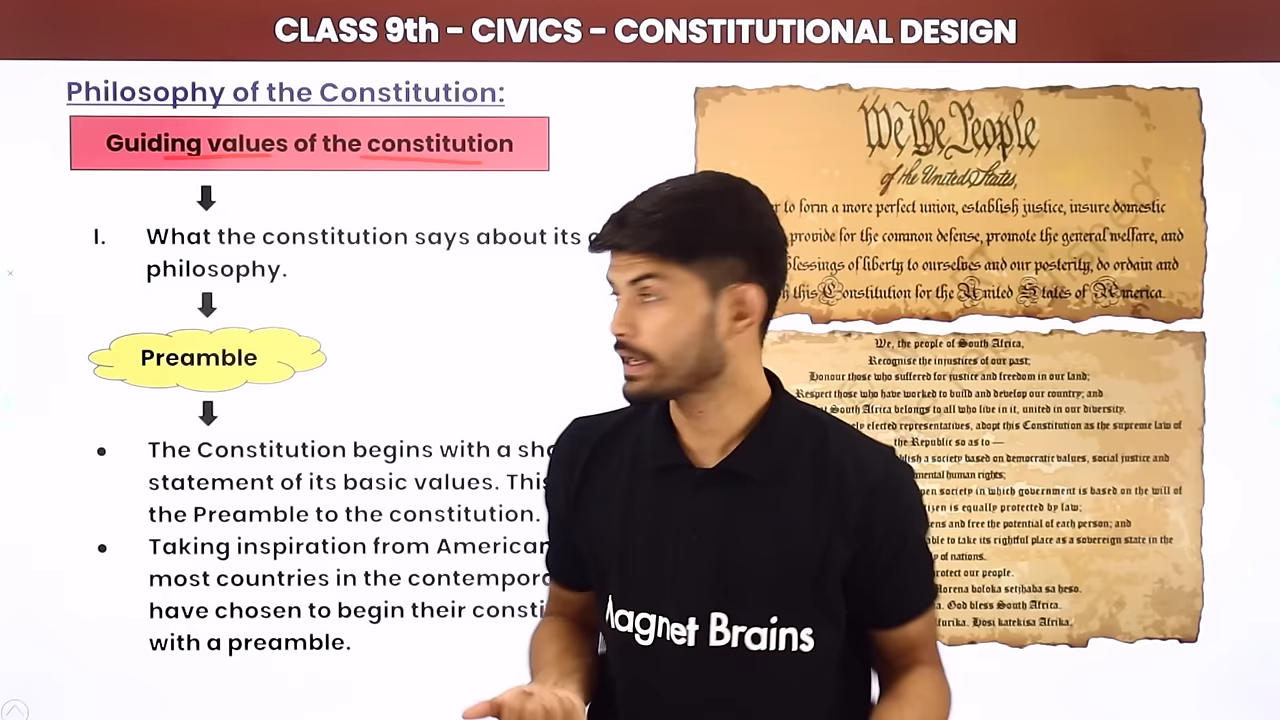 CLASS 9th – CIVICS – CONSTITUTIONAL DESIGN
Philosophy of the Constitution:
Guiding values of the constitution
I. What the constitution says about its
philosophy.
Preamble
• The Constitution begins with a
statement of its basic values. This
the Preamble to the constitution.
• Taking inspiration from American
most countries in the
have chosen to begin their
with a preamble.
We the People
of the United States,
to form a more perfect union, establish justice, insure domestic
provide for the common defense, promote the general welfare, and
blessings of liberty to ourselves and our posterity, do ordain and
this Constitution for the United States of America.
We, the people of South Africa,
Recognise the injustices of our past;
Honour those who suffered for justice and freedom in our land;
Respect those who have worked to build and develop our country; and
South Africa belongs to all who live in it, united in our diversity.
elected representatives, adopt this Constitution as the supreme law of
the Republic so as to —
a society based on democratic values, social justice and
human rights;
society in which government is based on the will of
is equally protected by law;
and free the potential of each person; and
able to take its rightful place as a sovereign state in the
of nations.
protect our people.
boloka setjhaba sa heso.
God bless South Africa.
Hosi katekisa Afrika.
Magnet Brains